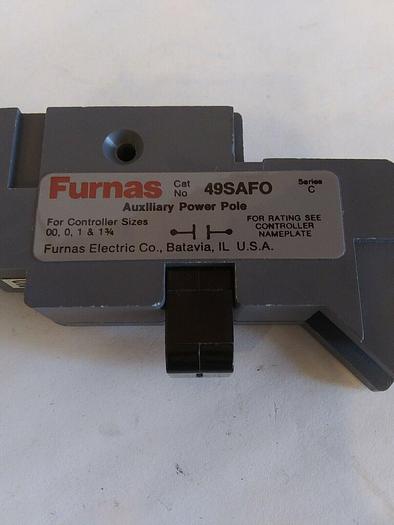 Furnas Cat No 49SAFO Series C
Auxiliary Power Pole
For Controller Sizes
00, 0, 1 & 1¾
FOR RATING SEE
CONTROLLER
NAMEPLATE
Furnas Electric Co., Batavia, IL U.S.A.